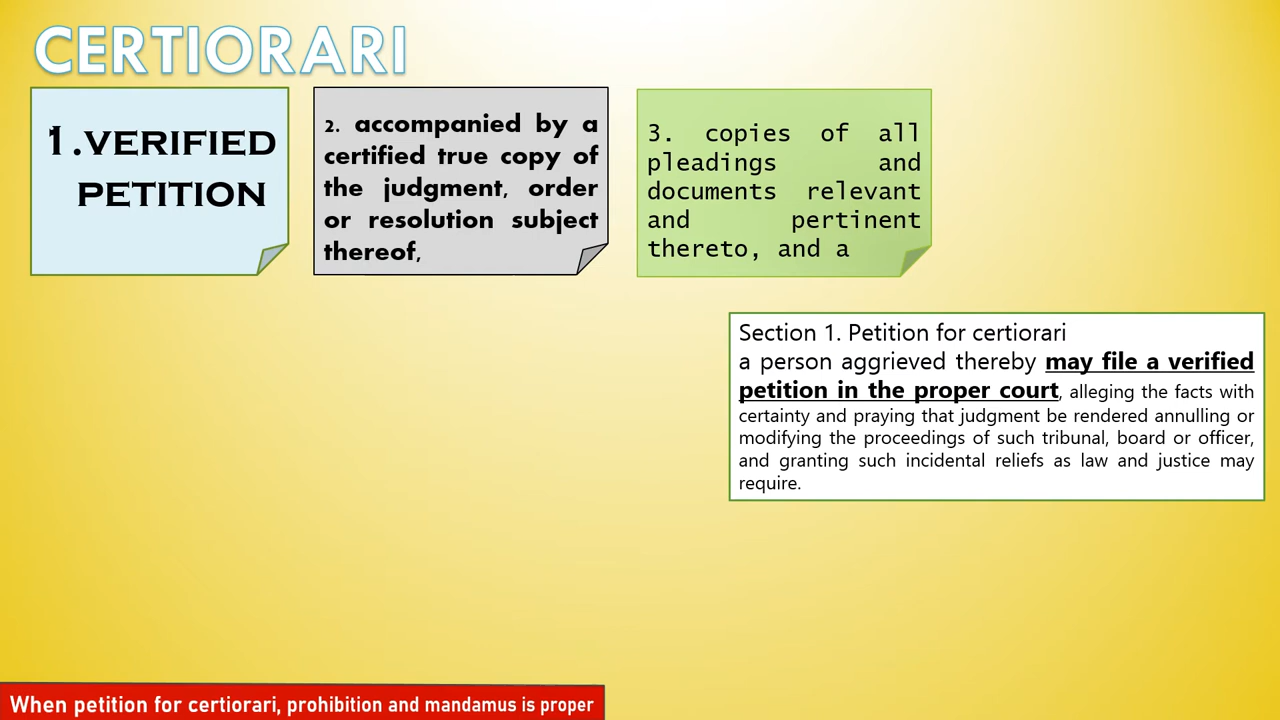 CERTIORARI
1.VERIFIED
PETITION
2. accompanied by a
certified true copy of
the judgment, order
or resolution subject
thereof,
3. copies of all
pleadings and
documents relevant
and pertinent
thereto, and a
Section 1. Petition for certiorari
a person aggrieved thereby may file a verified
petition in the proper court, alleging the facts with
certainty and praying that judgment be rendered annulling or
modifying the proceedings of such tribunal, board or officer,
and granting such incidental reliefs as law and justice may
require.
When petition for certiorari, prohibition and mandamus is proper